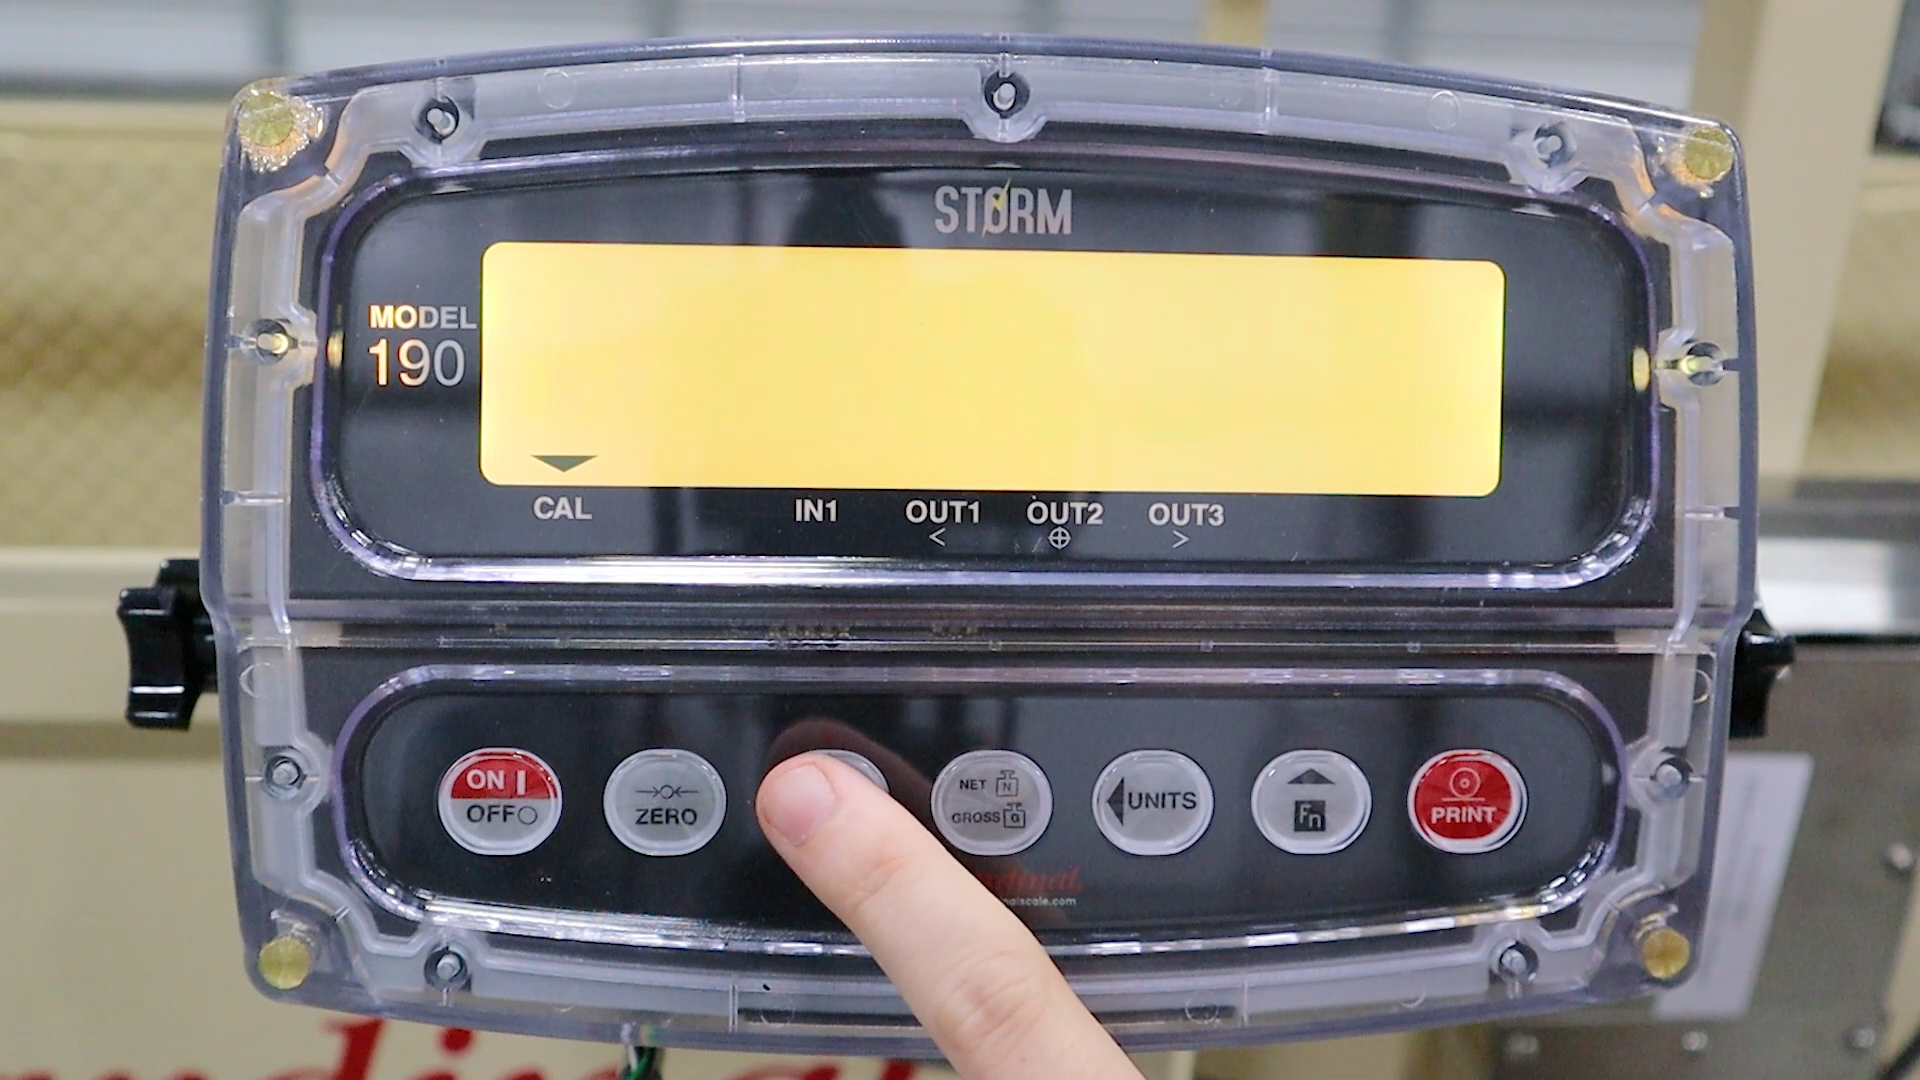 STORM
MODEL
190
CAL IN1 OUT1 OUT2 OUT3
< >
ON I
OFF O
ZERO
NET N
GROSS G
UNITS
Fn
PRINT